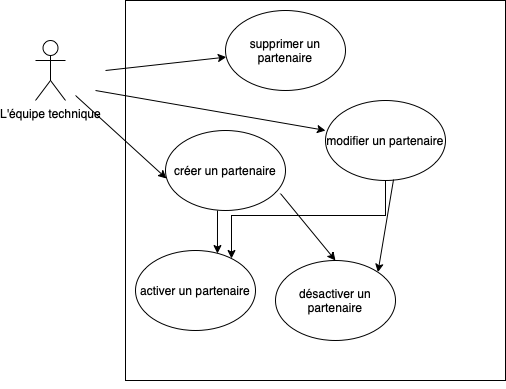 supprimer un
partenaire
L'équipe technique
modifier un partenaire
créer un partenaire
activer un partenaire
désactiver un
partenaire